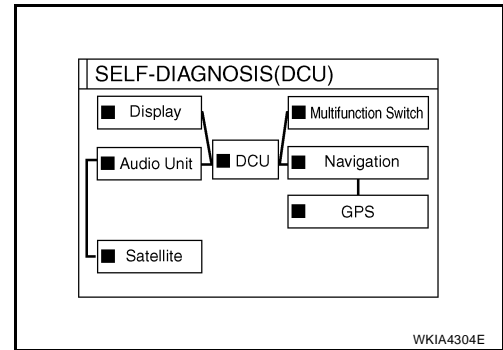 SELF-DIAGNOSIS(DCU)
Display
Multifunction Switch
Audio Unit
DCU
Navigation
GPS
Satellite
WKIA4304E